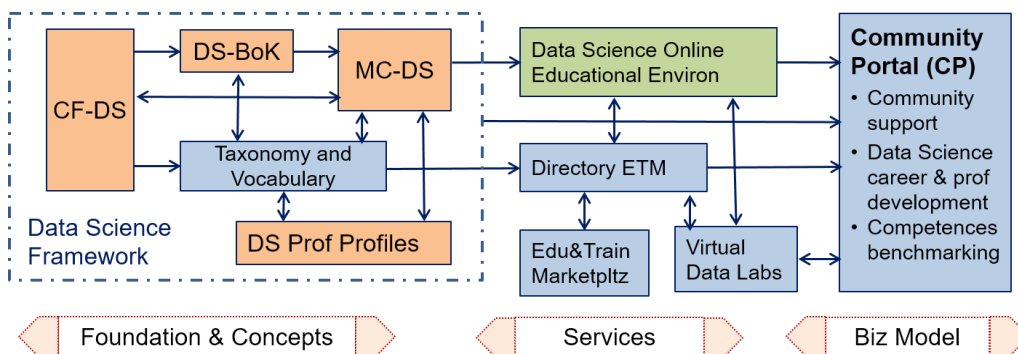 CF-DS
DS-BoK
MC-DS
Taxonomy and
Vocabulary
DS Prof Profiles
Data Science
Framework
Data Science Online
Educational Environ
Directory ETM
Edu&Train
Marketpltz
Virtual
Data Labs
Community
Portal (CP)
• Community
support
• Data Science
career & prof
development
• Competences
benchmarking
Foundation & Concepts
Services
Biz Model